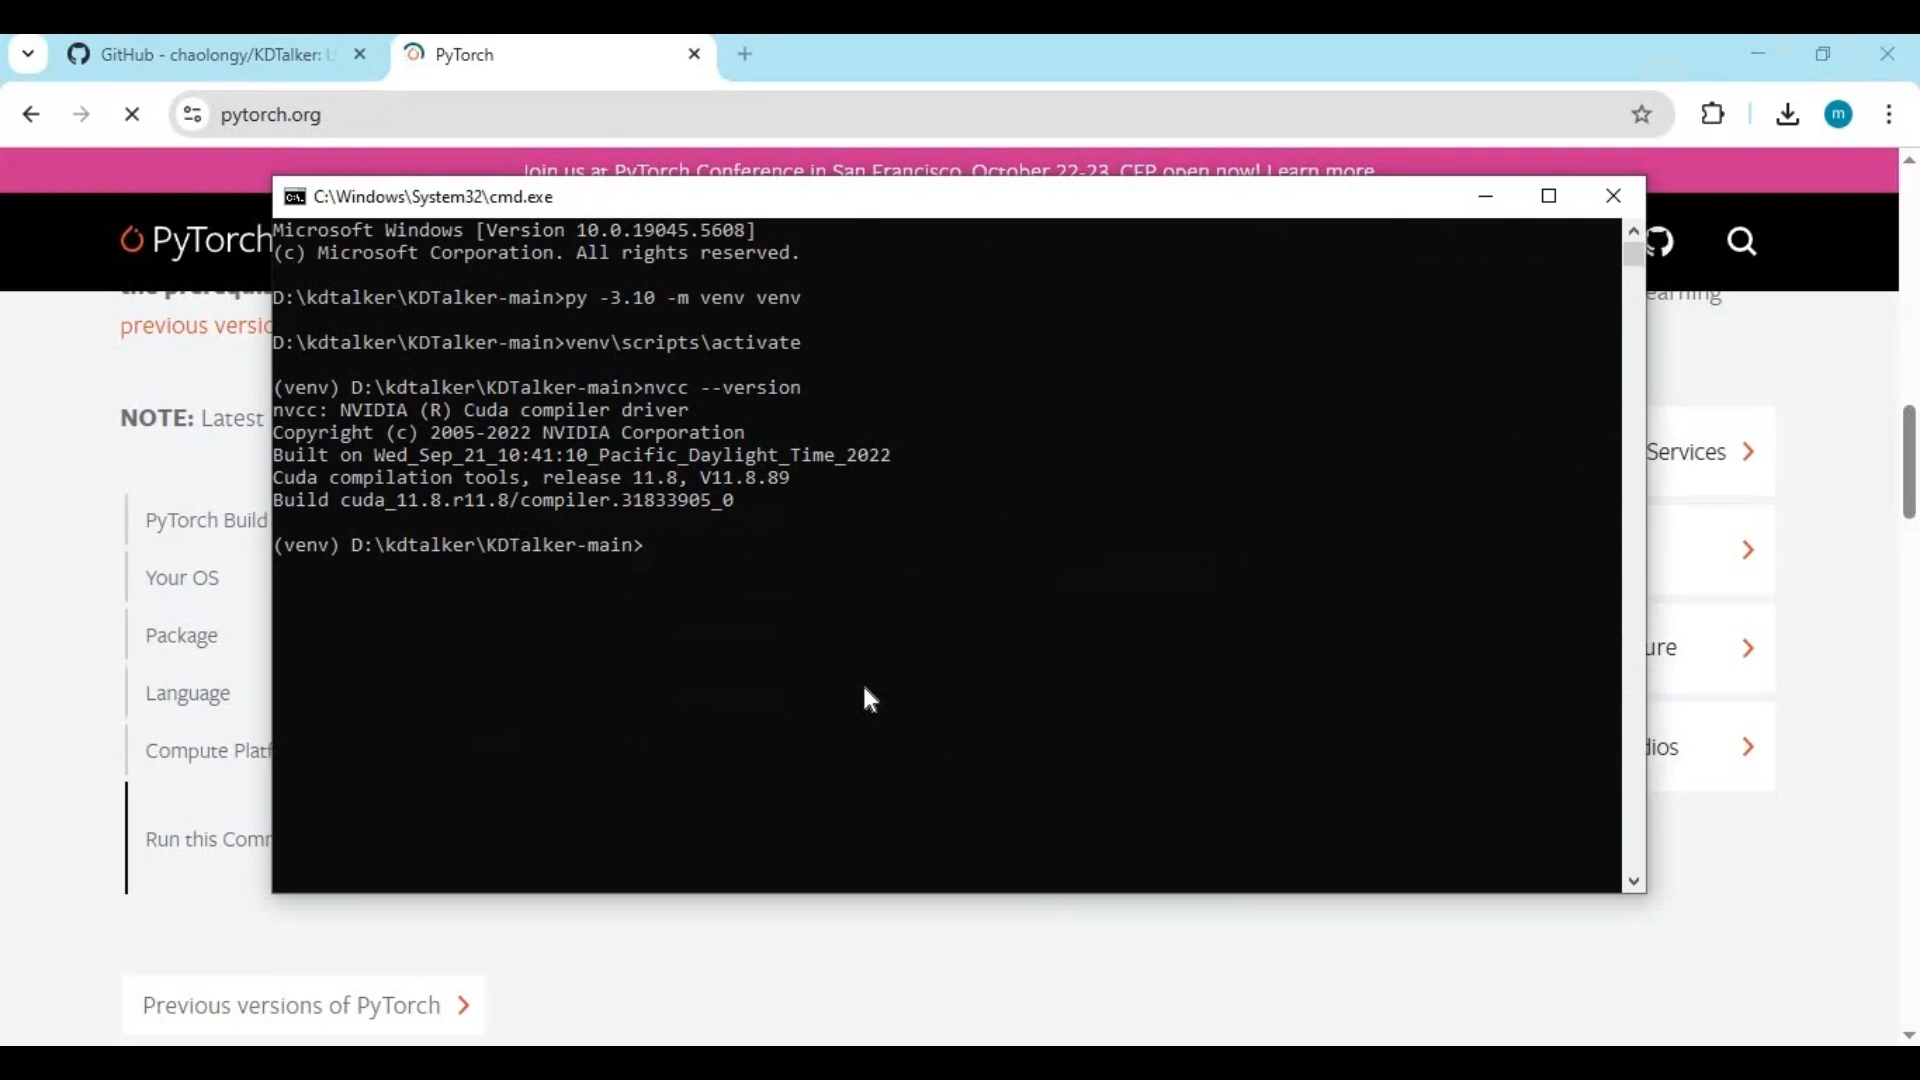 GitHub - chaolongy/KDTalker:
PyTorch
pytorch.org
m
Join us at PyTorch Conference in San Francisco, October 22-23. CFP open now! Learn more.
PyTorch
C:\Windows\System32\cmd.exe
Microsoft Windows [Version 10.0.19045.5608]
(c) Microsoft Corporation. All rights reserved.
D:\kdtalker\KDTalker-main>py -3.10 -m venv venv
D:\kdtalker\KDTalker-main>venv\scripts\activate
(venv) D:\kdtalker\KDTalker-main>nvcc --version
nvcc: NVIDIA (R) Cuda compiler driver
Copyright (c) 2005-2022 NVIDIA Corporation
Built on Wed_Sep_21_10:41:10_Pacific_Daylight_Time_2022
Cuda compilation tools, release 11.8, V11.8.89
Build cuda_11.8.r11.8/compiler.31833905_0
(venv) D:\kdtalker\KDTalker-main>
previous versio
NOTE: Latest
PyTorch Build
Your OS
Package
Language
Compute Platf
Run this Comm
Services
ure
dios
Previous versions of PyTorch